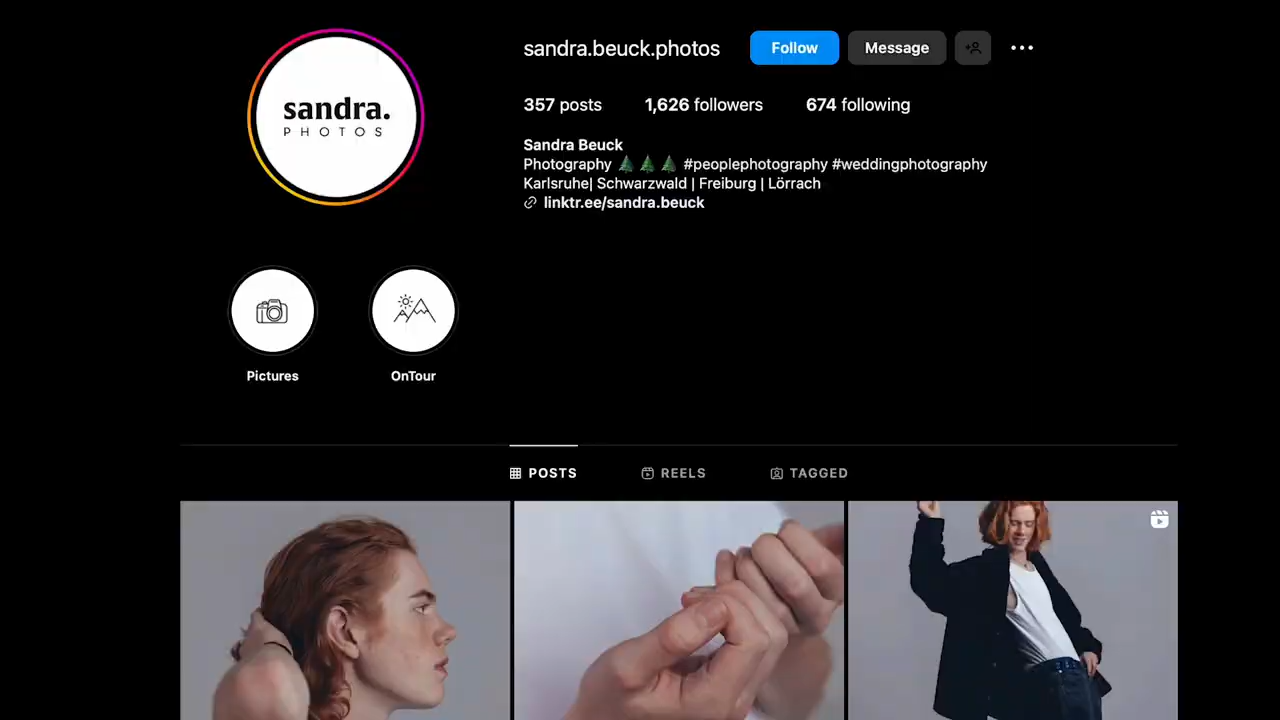 sandra.
PHOTOS
sandra.beuck.photos
Follow
Message
357 posts
1,626 followers
674 following
Sandra Beuck
Photography 🌲🌲🌲 #peoplephotography #weddingphotography
Karlsruhe| Schwarzwald | Freiburg | Lörrach
linktr.ee/sandra.beuck
Pictures
OnTour
POSTS
REELS
TAGGED